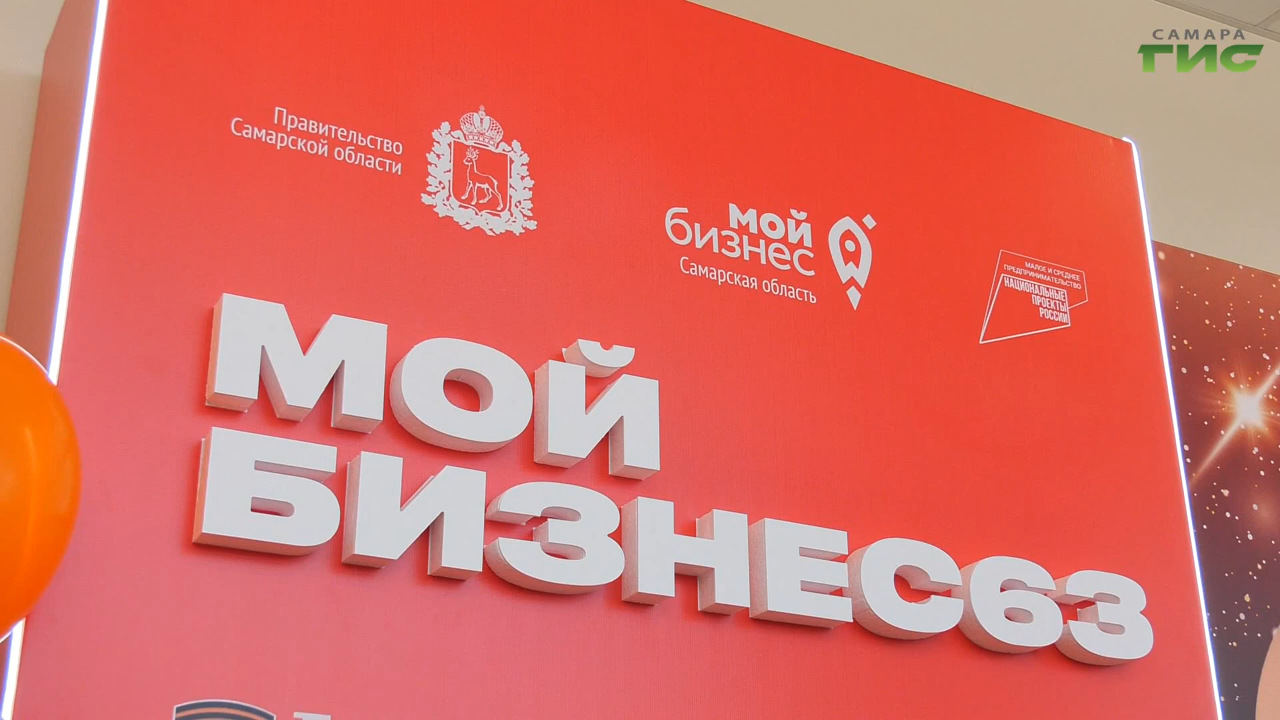 САМАРА
ГИС
Правительство
Самарской области
мой
бизнес
Самарская область
МАЛОЕ И СРЕДНЕЕ
ПРЕДПРИНИМАТЕЛЬСТВО
НАЦИОНАЛЬНЫЕ
ПРОЕКТЫ
РОССИИ
МОЙ
БИЗНЕС63